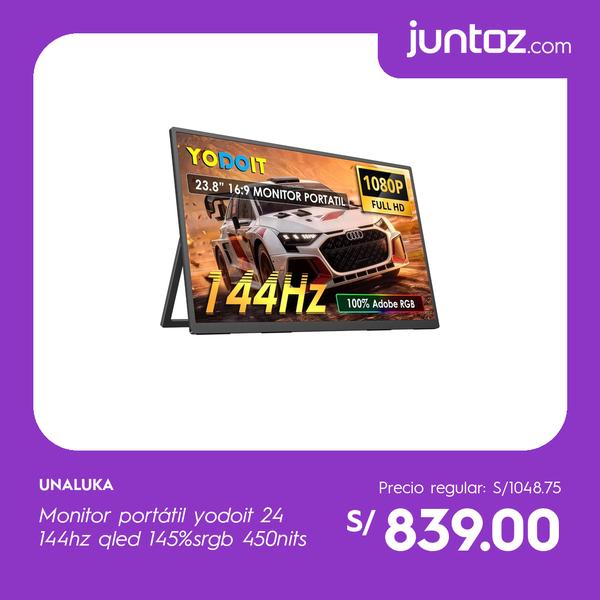 juntoz.com
YODOIT
23.8" 16:9 MONITOR PORTATIL
1080P
FULL HD
144Hz
100% Adobe RGB
UNALUKA
Monitor portátil yodoit 24
144hz qled 145%srgb 450nits
Precio regular: S/1048.75
S/ 839.00